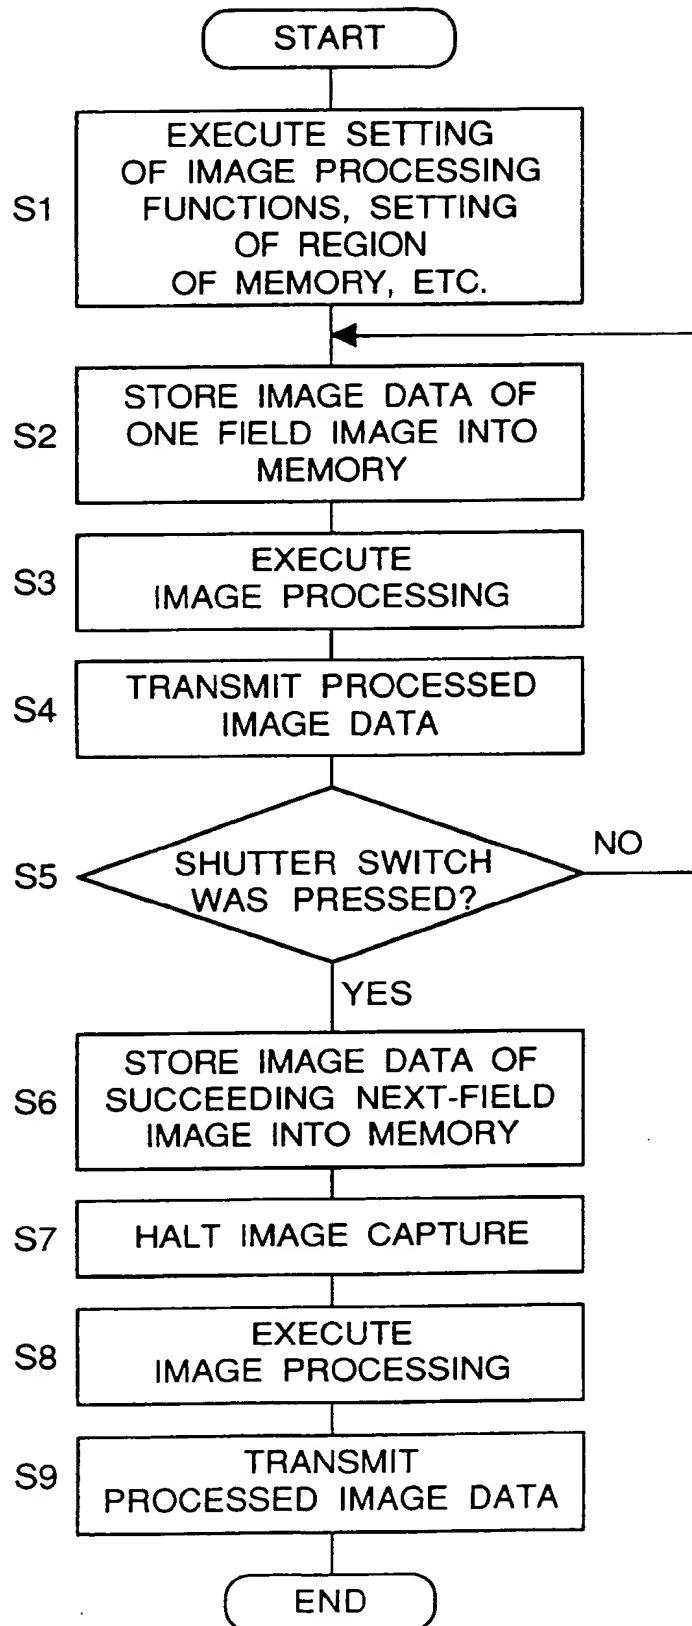 START
S1
EXECUTE SETTING
OF IMAGE PROCESSING
FUNCTIONS, SETTING
OF REGION
OF MEMORY, ETC.
S2
STORE IMAGE DATA OF
ONE FIELD IMAGE INTO
MEMORY
S3
EXECUTE
IMAGE PROCESSING
S4
TRANSMIT PROCESSED
IMAGE DATA
S5
SHUTTER SWITCH
WAS PRESSED?
NO
YES
S6
STORE IMAGE DATA OF
SUCCEEDING NEXT-FIELD
IMAGE INTO MEMORY
S7
HALT IMAGE CAPTURE
S8
EXECUTE
IMAGE PROCESSING
S9
TRANSMIT
PROCESSED IMAGE DATA
END